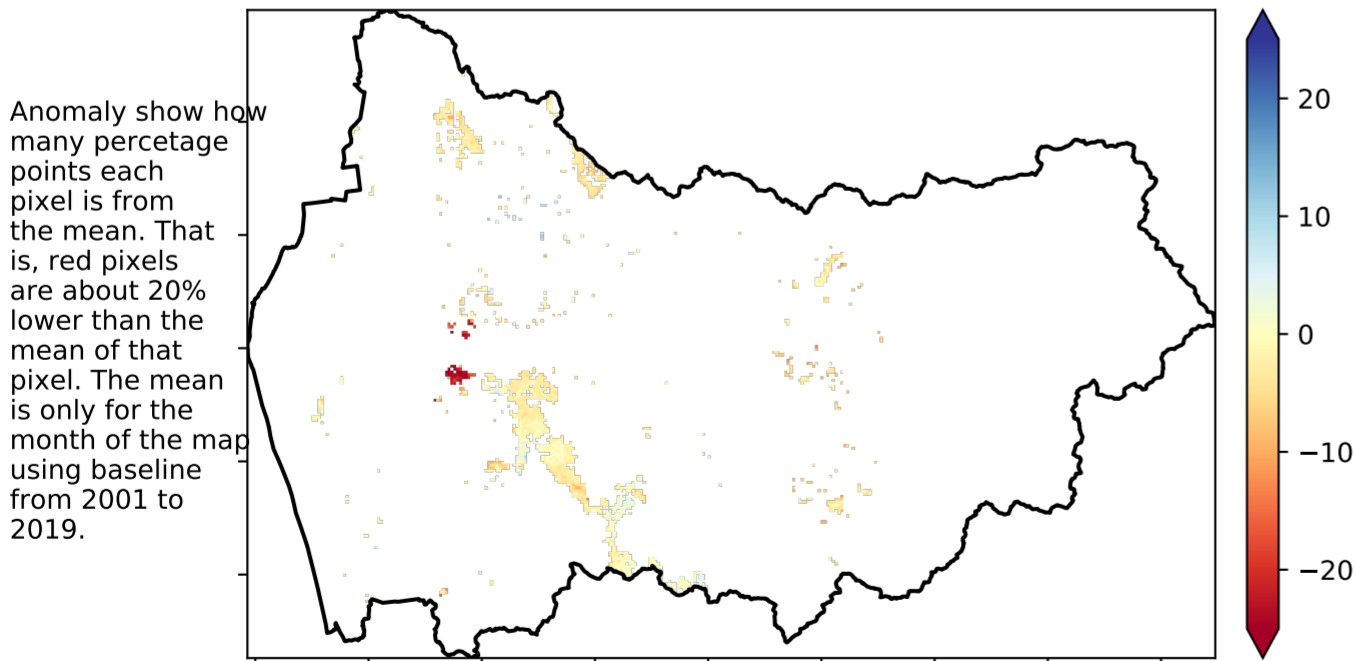 Anomaly show how
many percetage
points each
pixel is from
the mean. That
is, red pixels
are about 20%
lower than the
mean of that
pixel. The mean
is only for the
month of the map
using baseline
from 2001 to
2019.
20
10
0
−10
−20